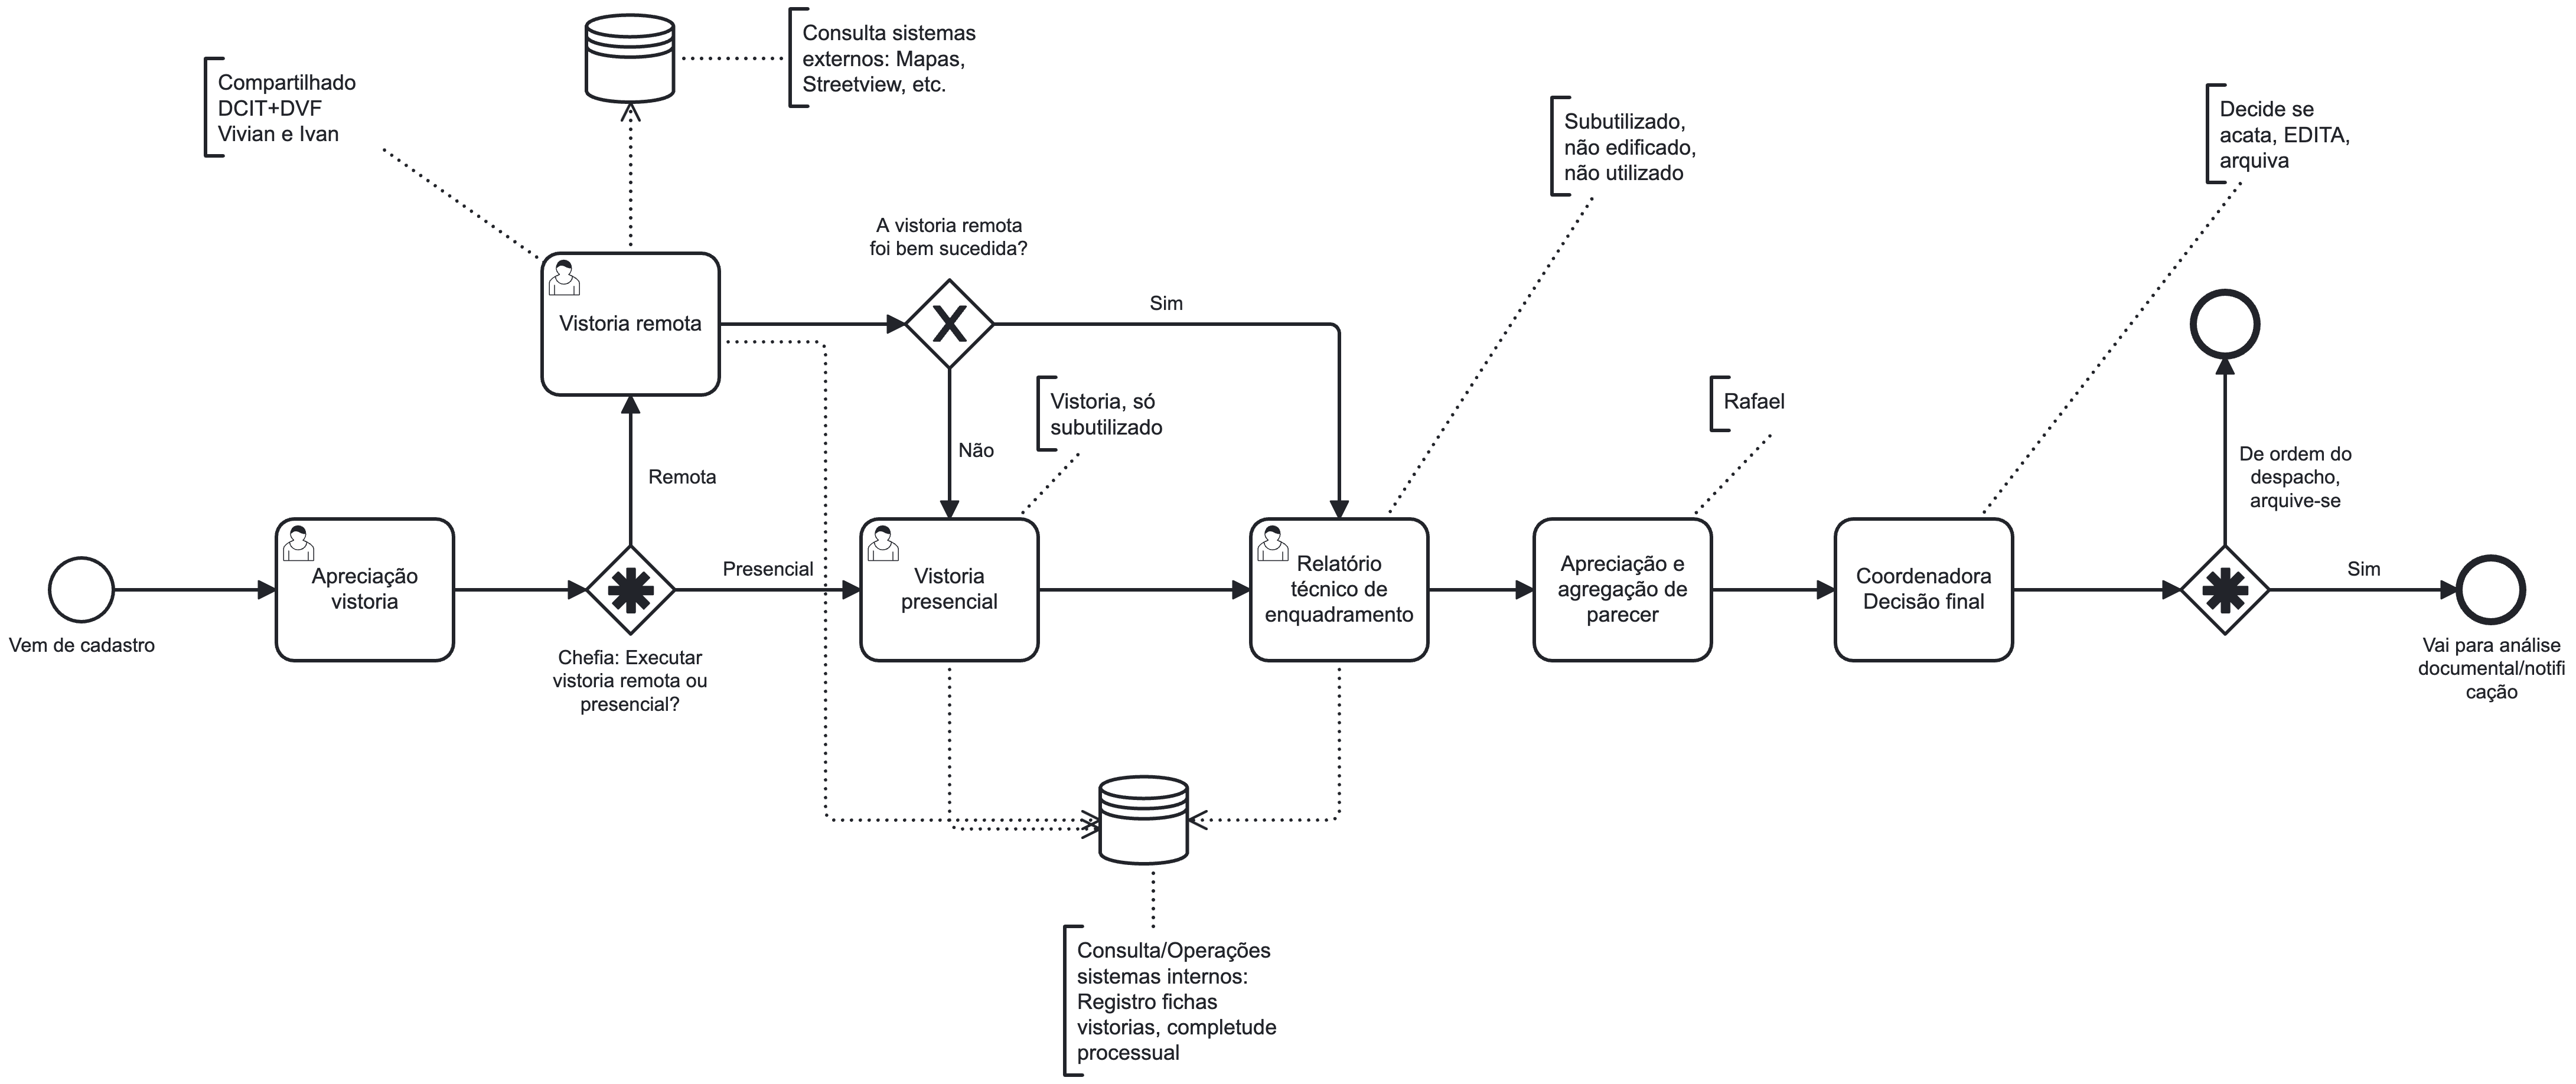 Consulta sistemas
externos: Mapas,
Streetview, etc.
Compartilhado
DCIT+DVF
Vivian e Ivan
Subutilizado,
não edificado,
não utilizado
Decide se
acata, EDITA,
arquiva
A vistoria remota
foi bem sucedida?
Vistoria remota
X
Sim
Vistoria, só
subutilizado
Rafael
Não
Remota
De ordem do
despacho,
arquive-se
Vem de cadastro
Apreciação
vistoria
Chefia: Executar
vistoria remota ou
presencial?
Presencial
Vistoria
presencial
Relatório
técnico de
enquadramento
Apreciação e
agregação de
parecer
Coordenadora
Decisão final
Sim
Vai para análise
documental/notifi
cação
Consulta/Operações
sistemas internos:
Registro fichas
vistorias, completude
processual